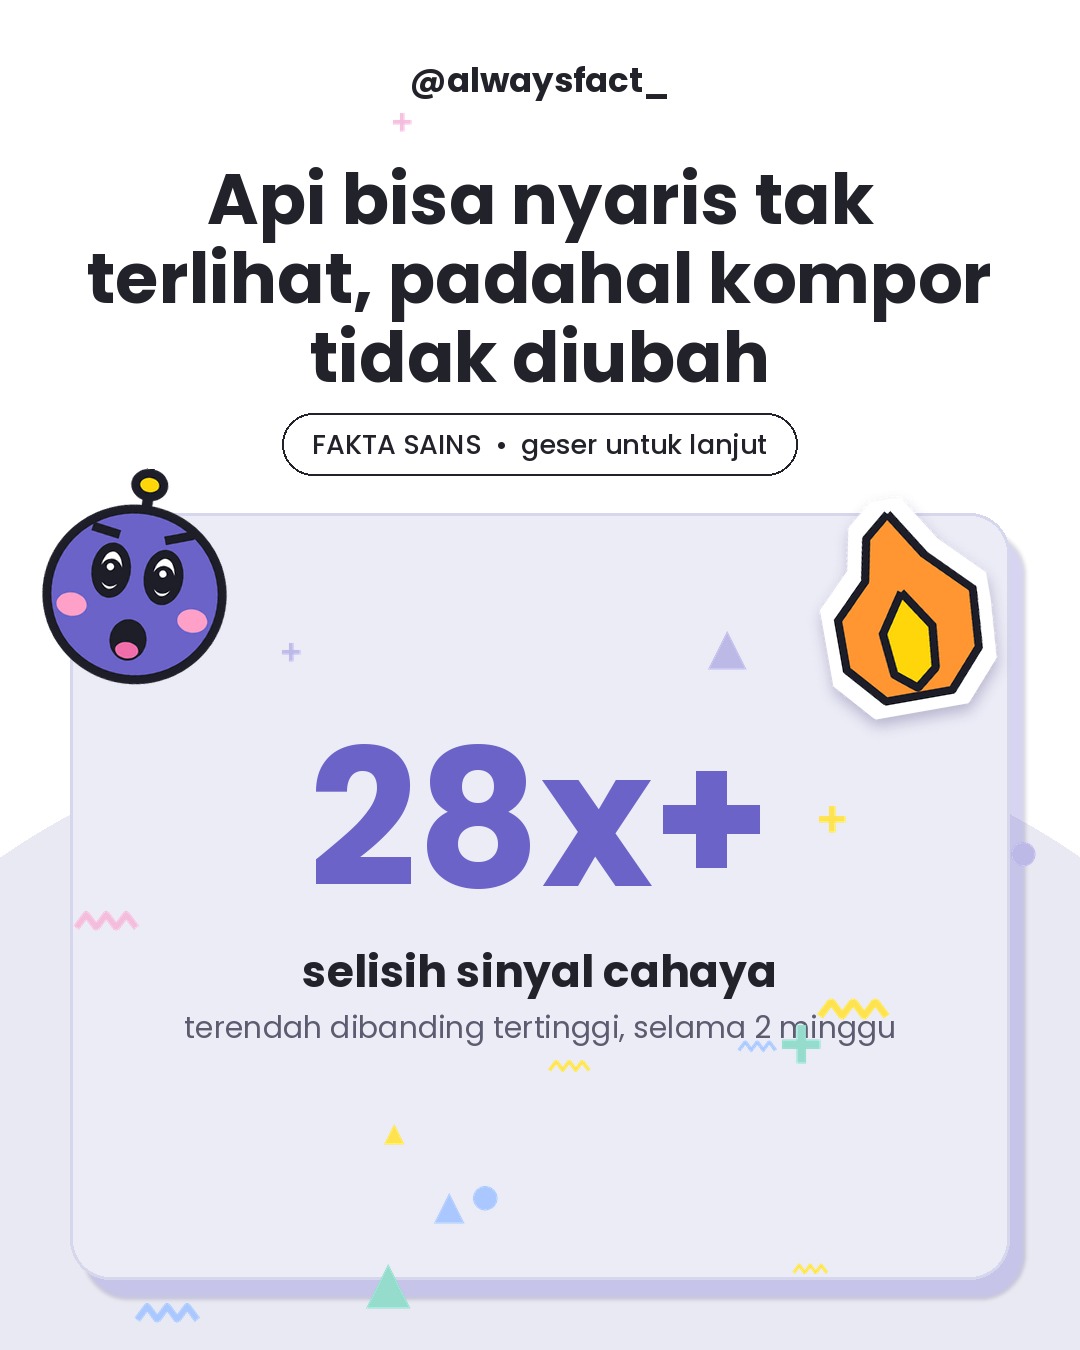 @alwaysfact_
Api bisa nyaris tak
terlihat, padahal kompor
tidak diubah
FAKTA SAINS • geser untuk lanjut
28x+
selisih sinyal cahaya
terendah dibanding tertinggi, selama 2 minggu